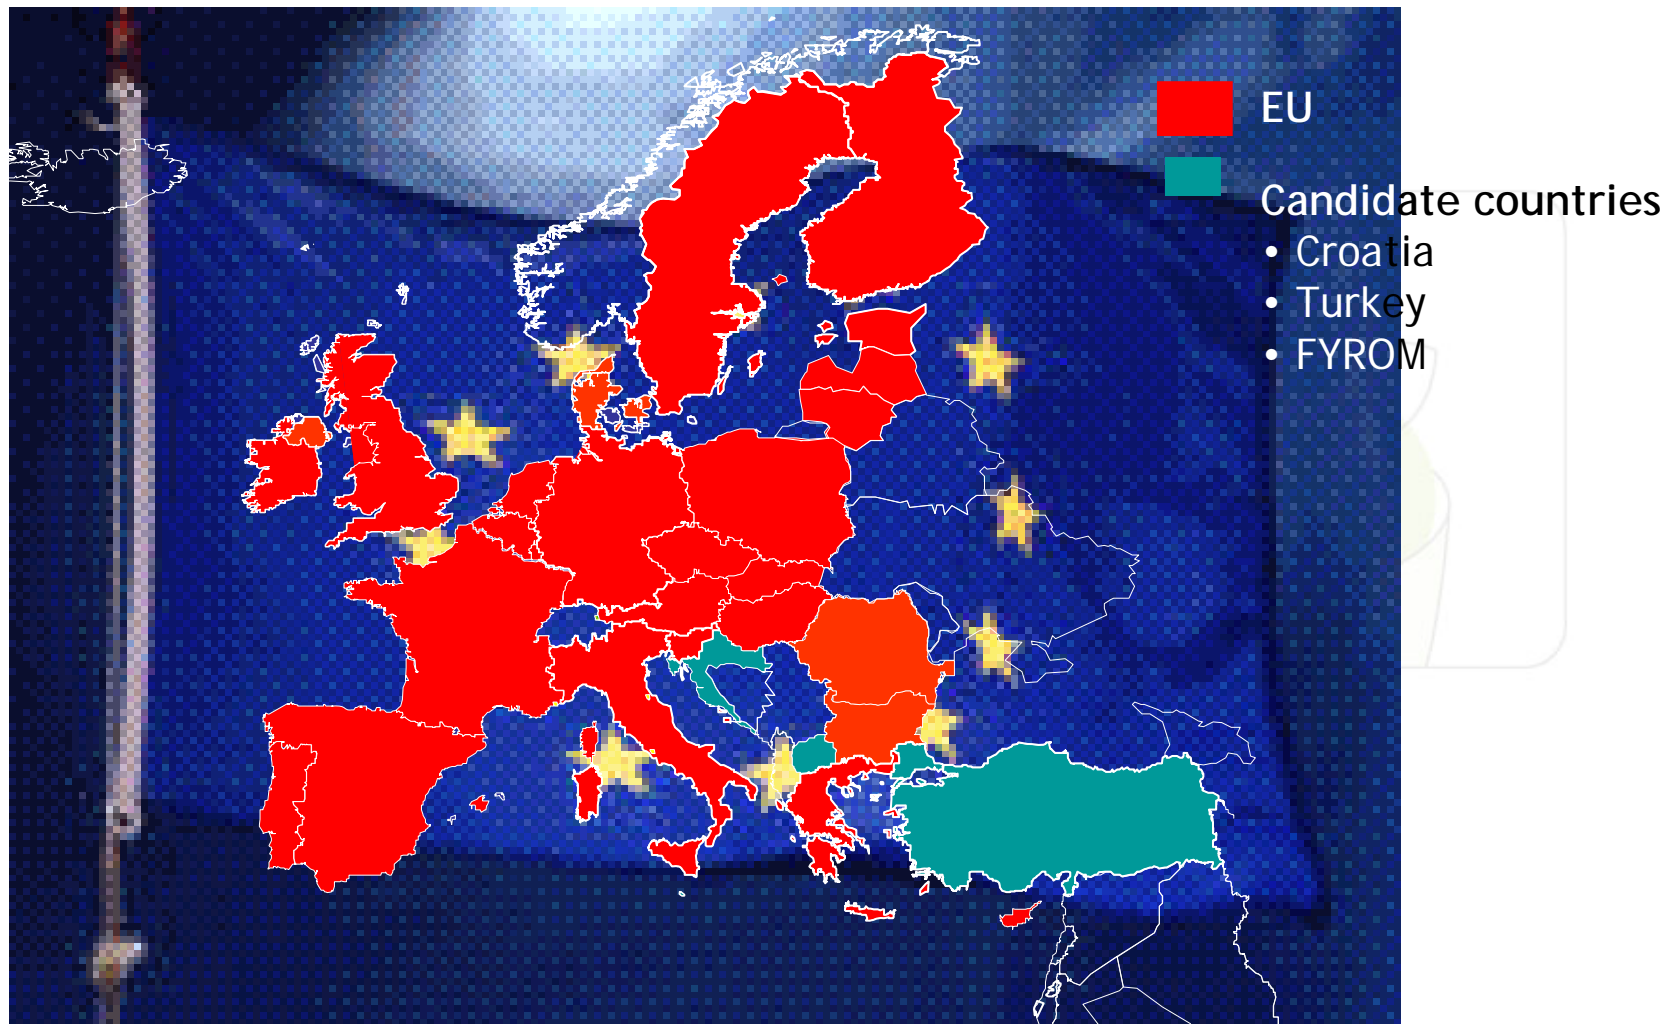 EU
Candidate countries
• Croatia
• Turkey
• FYROM